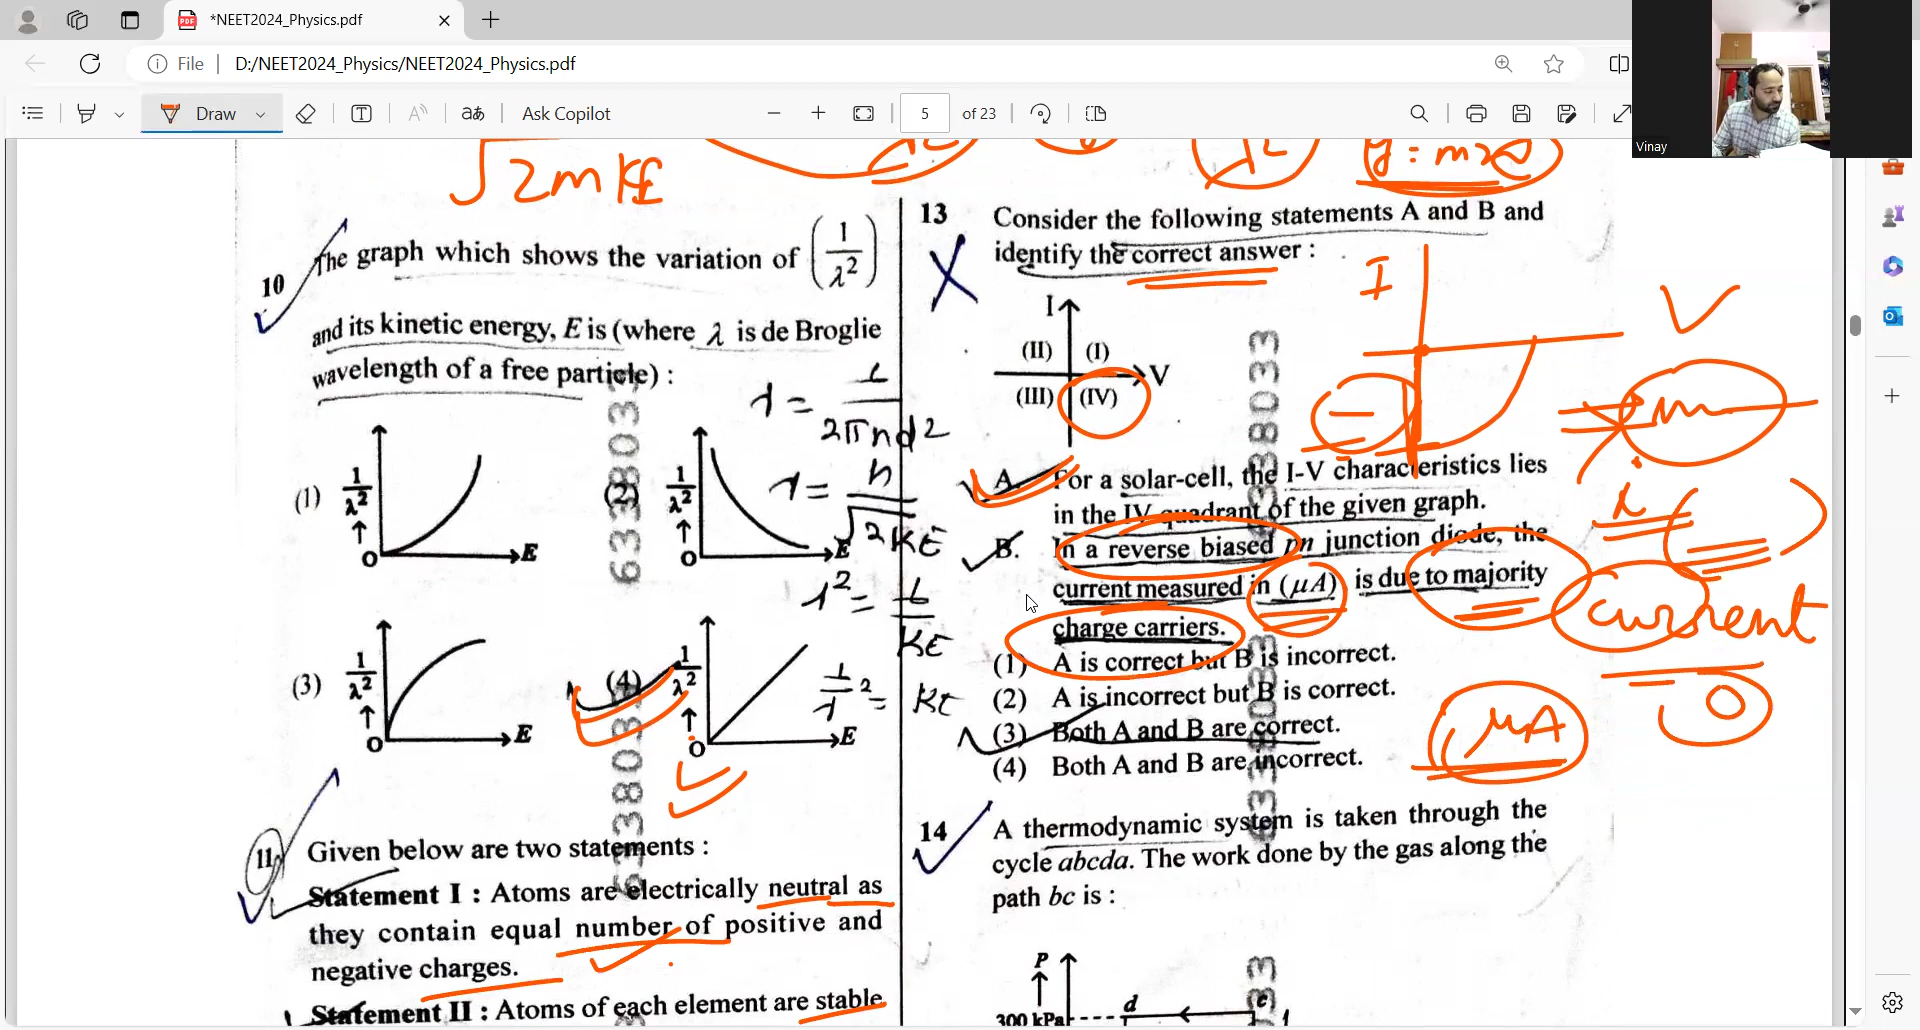 *NEET2024_Physics.pdf
File
D:/NEET2024_Physics/NEET2024_Physics.pdf
Draw
Ask Copilot
5 of 23
Vinay
√2m KE
y = mx
10 The graph which shows the variation of (1/λ²)
and its kinetic energy, E is (where λ is de Broglie
wavelength of a free particle) :
λ = 1/2πnd2
λ = h/√2KE
λ² = 1/KE
1/λ² = KE
(1) 1/λ² ↑ O →E
(2) 1/λ² ↑ O →E
(3) 1/λ² ↑ O →E
(4) 1/λ² ↑ O →E
6338033
11 Given below are two statements :
Statement I : Atoms are electrically neutral as
they contain equal number of positive and
negative charges.
Statement II : Atoms of each element are stable
13 Consider the following statements A and B and
identify the correct answer :
I
(II) (I)
V
(III) (IV)
I
V
A. For a solar-cell, the I-V characteristics lies
in the IV quadrant of the given graph.
B. In a reverse biased pn junction diode, the
current measured in (μA) is due to majority
charge carriers.
(1) A is correct but B is incorrect.
(2) A is incorrect but B is correct.
(3) Both A and B are correct.
(4) Both A and B are incorrect.
current
μA
14 A thermodynamic system is taken through the
cycle abcda. The work done by the gas along the
path bc is :
P
d c
300 kPa